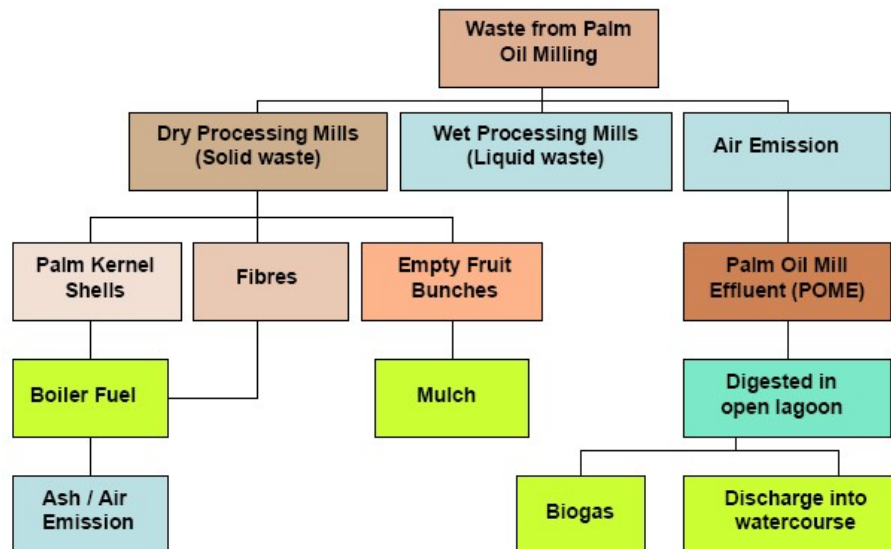 Waste from Palm
Oil Milling
Dry Processing Mills
(Solid waste)
Wet Processing Mills
(Liquid waste)
Air Emission
Palm Kernel
Shells
Fibres
Empty Fruit
Bunches
Palm Oil Mill
Effluent (POME)
Boiler Fuel
Mulch
Digested in
open lagoon
Ash / Air
Emission
Biogas
Discharge into
watercourse